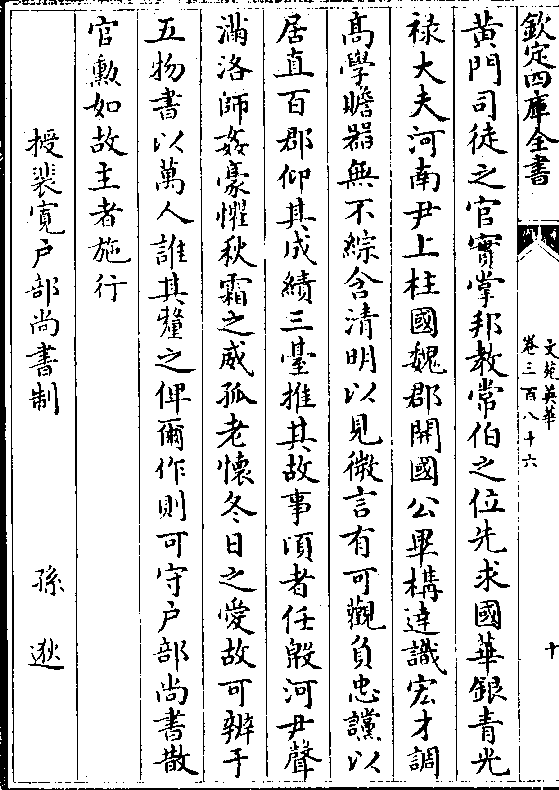 欽定四庫全書
文苑英華
卷三百八十六
十
黃門司徒之官實掌邦教常伯之位先求國華銀青光
祿大夫河南尹上柱國魏郡開國公畢構達識宏才調
髙學贍器無不綜含清明以見微言有可觀負忠讜以
居直百郡仰其成績三臺推其故事頃者任殷河尹聲
滿洛師姦豪懼秋霜之威孤老懷冬日之愛故可辨于
五物書以萬人誰其釐之俾爾作則可守户部尚書散
官勲如故主者施行
授裴寛户部尚書制
孫逖